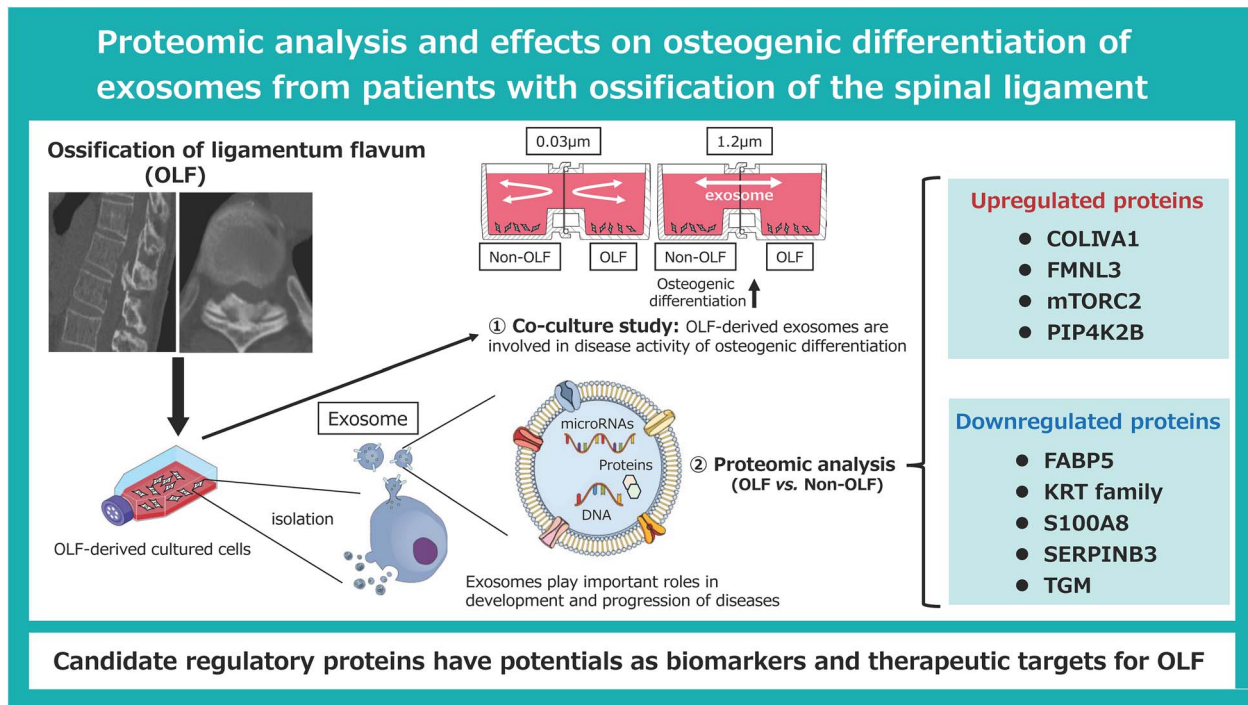 Proteomic analysis and effects on osteogenic differentiation of
exosomes from patients with ossification of the spinal ligament
Ossification of ligamentum flavum
(OLF)
OLF-derived cultured cells
0.03μm
1.2μm
exosome
Non-OLF
OLF
Non-OLF
OLF
Osteogenic
differentiation
① Co-culture study: OLF-derived exosomes are
involved in disease activity of osteogenic differentiation
isolation
Exosome
microRNAs
Proteins
DNA
Exosomes play important roles in
development and progression of diseases
② Proteomic analysis
(OLF vs. Non-OLF)
Upregulated proteins
● COLIVA1
● FMNL3
● mTORC2
● PIP4K2B
Downregulated proteins
● FABP5
● KRT family
● S100A8
● SERPINB3
● TGM
Candidate regulatory proteins have potentials as biomarkers and therapeutic targets for OLF